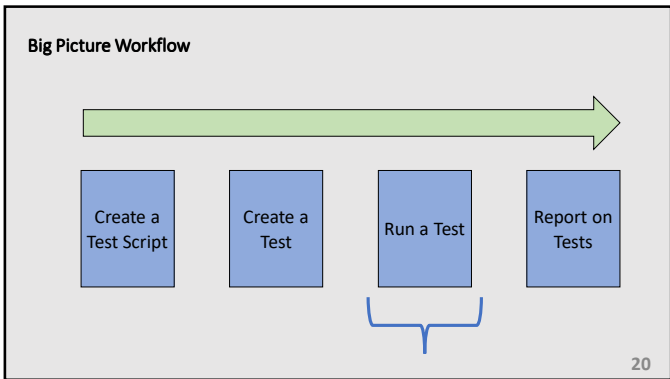 Big Picture Workflow
Create a
Test Script
Create a
Test
Run a Test
Report on
Tests
20